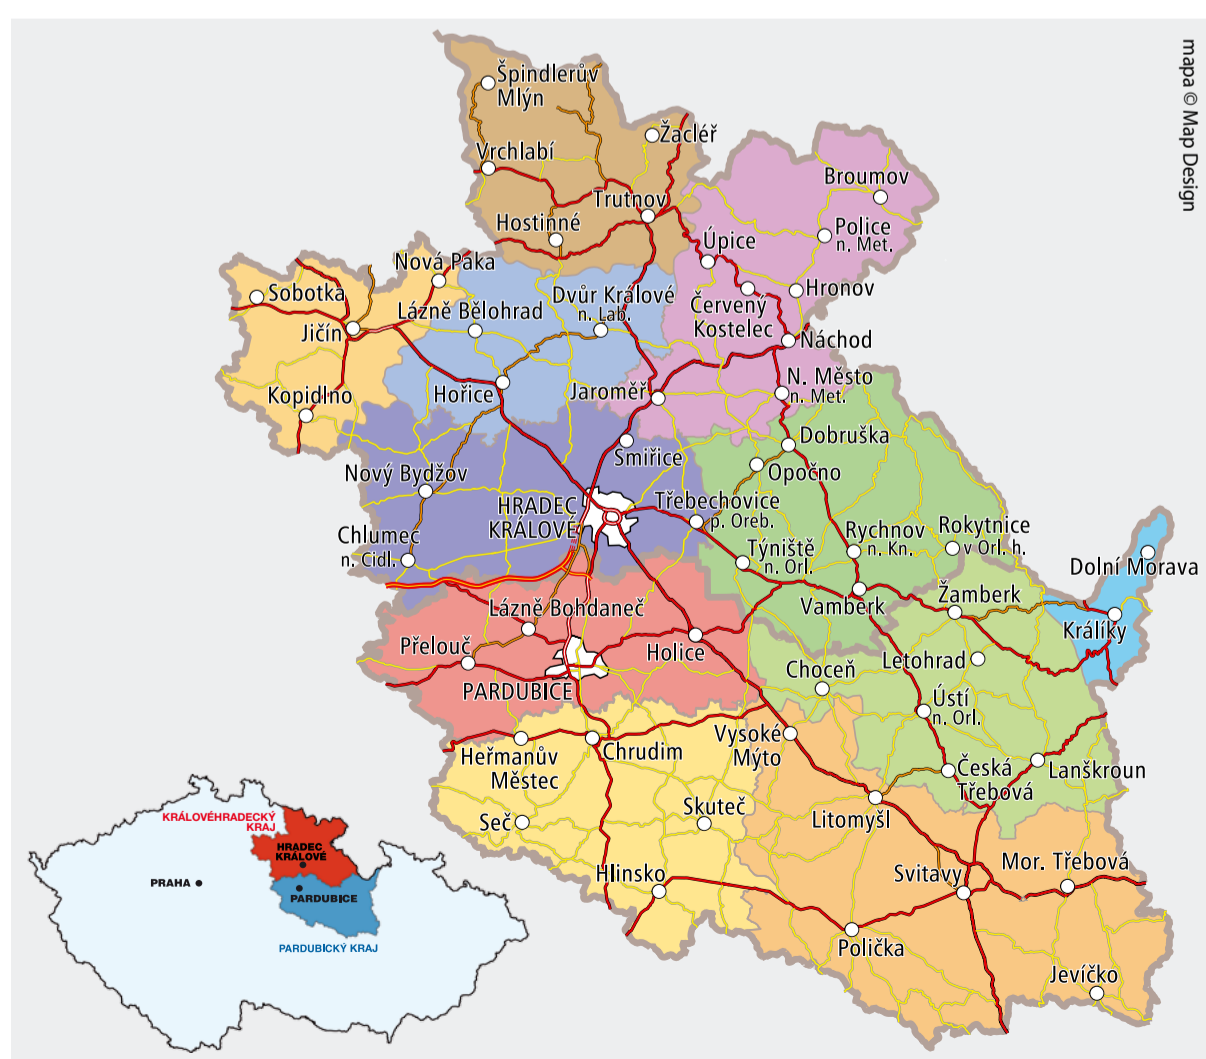 mapa © Map Design
Špindlerův
Mlýn
Žacléř
Vrchlabí
Broumov
Trutnov
Hostinné
Police
n. Met.
Úpice
Nová Paka
Sobotka
Hronov
Dvůr Králové
n. Lab.
Červený
Kostelec
Lázně Bělohrad
Jičín
Náchod
N. Město
n. Met.
Kopidlno
Hořice
Jaroměř
Dobruška
Smiřice
Opočno
Nový Bydžov
HRADEC
KRÁLOVÉ
Třebechovice
p. Oreb.
Chlumec
n. Cidl.
Rychnov
n. Kn.
Rokytnice
v Orl. h.
Týniště
n. Orl.
Dolní Morava
Lázně Bohdaneč
Vamberk
Žamberk
Králíky
Přelouč
Holice
Choceň
Letohrad
PARDUBICE
Ústí
n. Orl.
Vysoké
Mýto
Heřmanův
Městec
Chrudim
Česká
Třebová
Lanškroun
Skuteč
Seč
Litomyšl
Hlinsko
Svitavy
Mor. Třebová
Polička
Jevíčko
KRÁLOVÉHRADECKÝ
KRAJ
HRADEC
KRÁLOVÉ
PRAHA
PARDUBICE
PARDUBICKÝ KRAJ